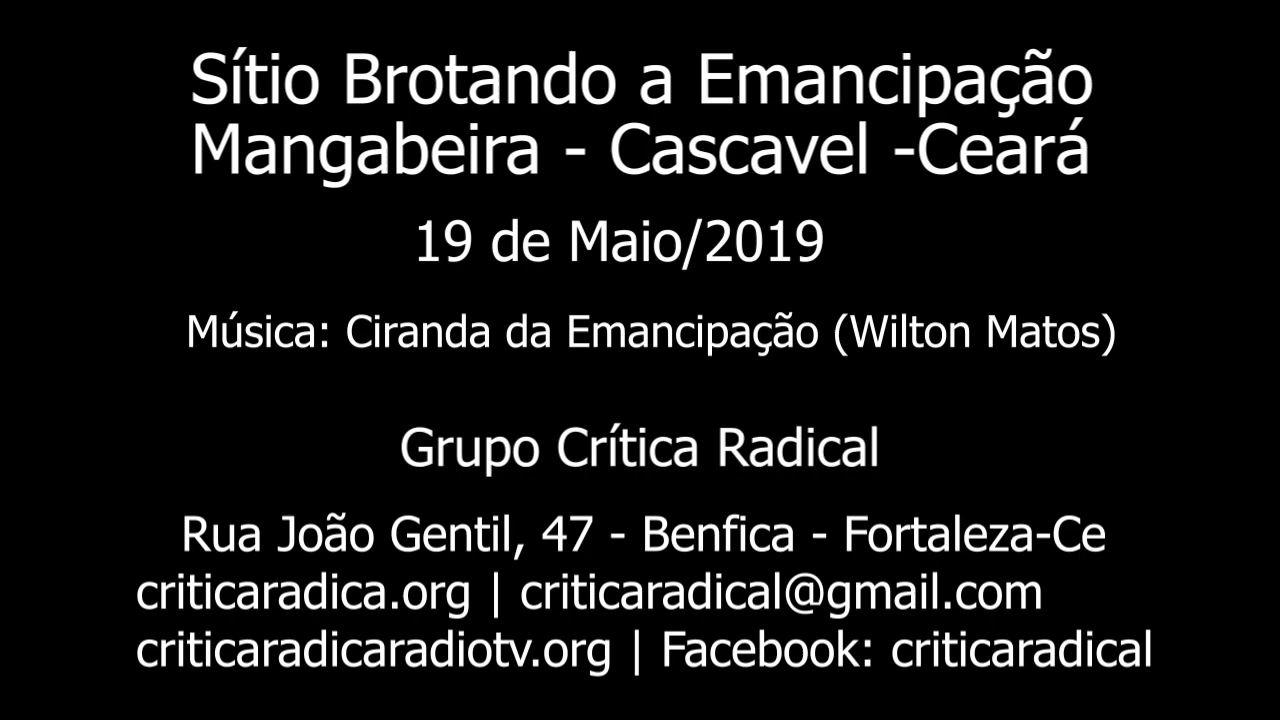 Sítio Brotando a Emancipação
Mangabeira - Cascavel -Ceará
19 de Maio/2019
Música: Ciranda da Emancipação (Wilton Matos)
Grupo Crítica Radical
Rua João Gentil, 47 - Benfica - Fortaleza-Ce
criticaradica.org | criticaradical@gmail.com
criticaradicaradiotv.org | Facebook: criticaradical